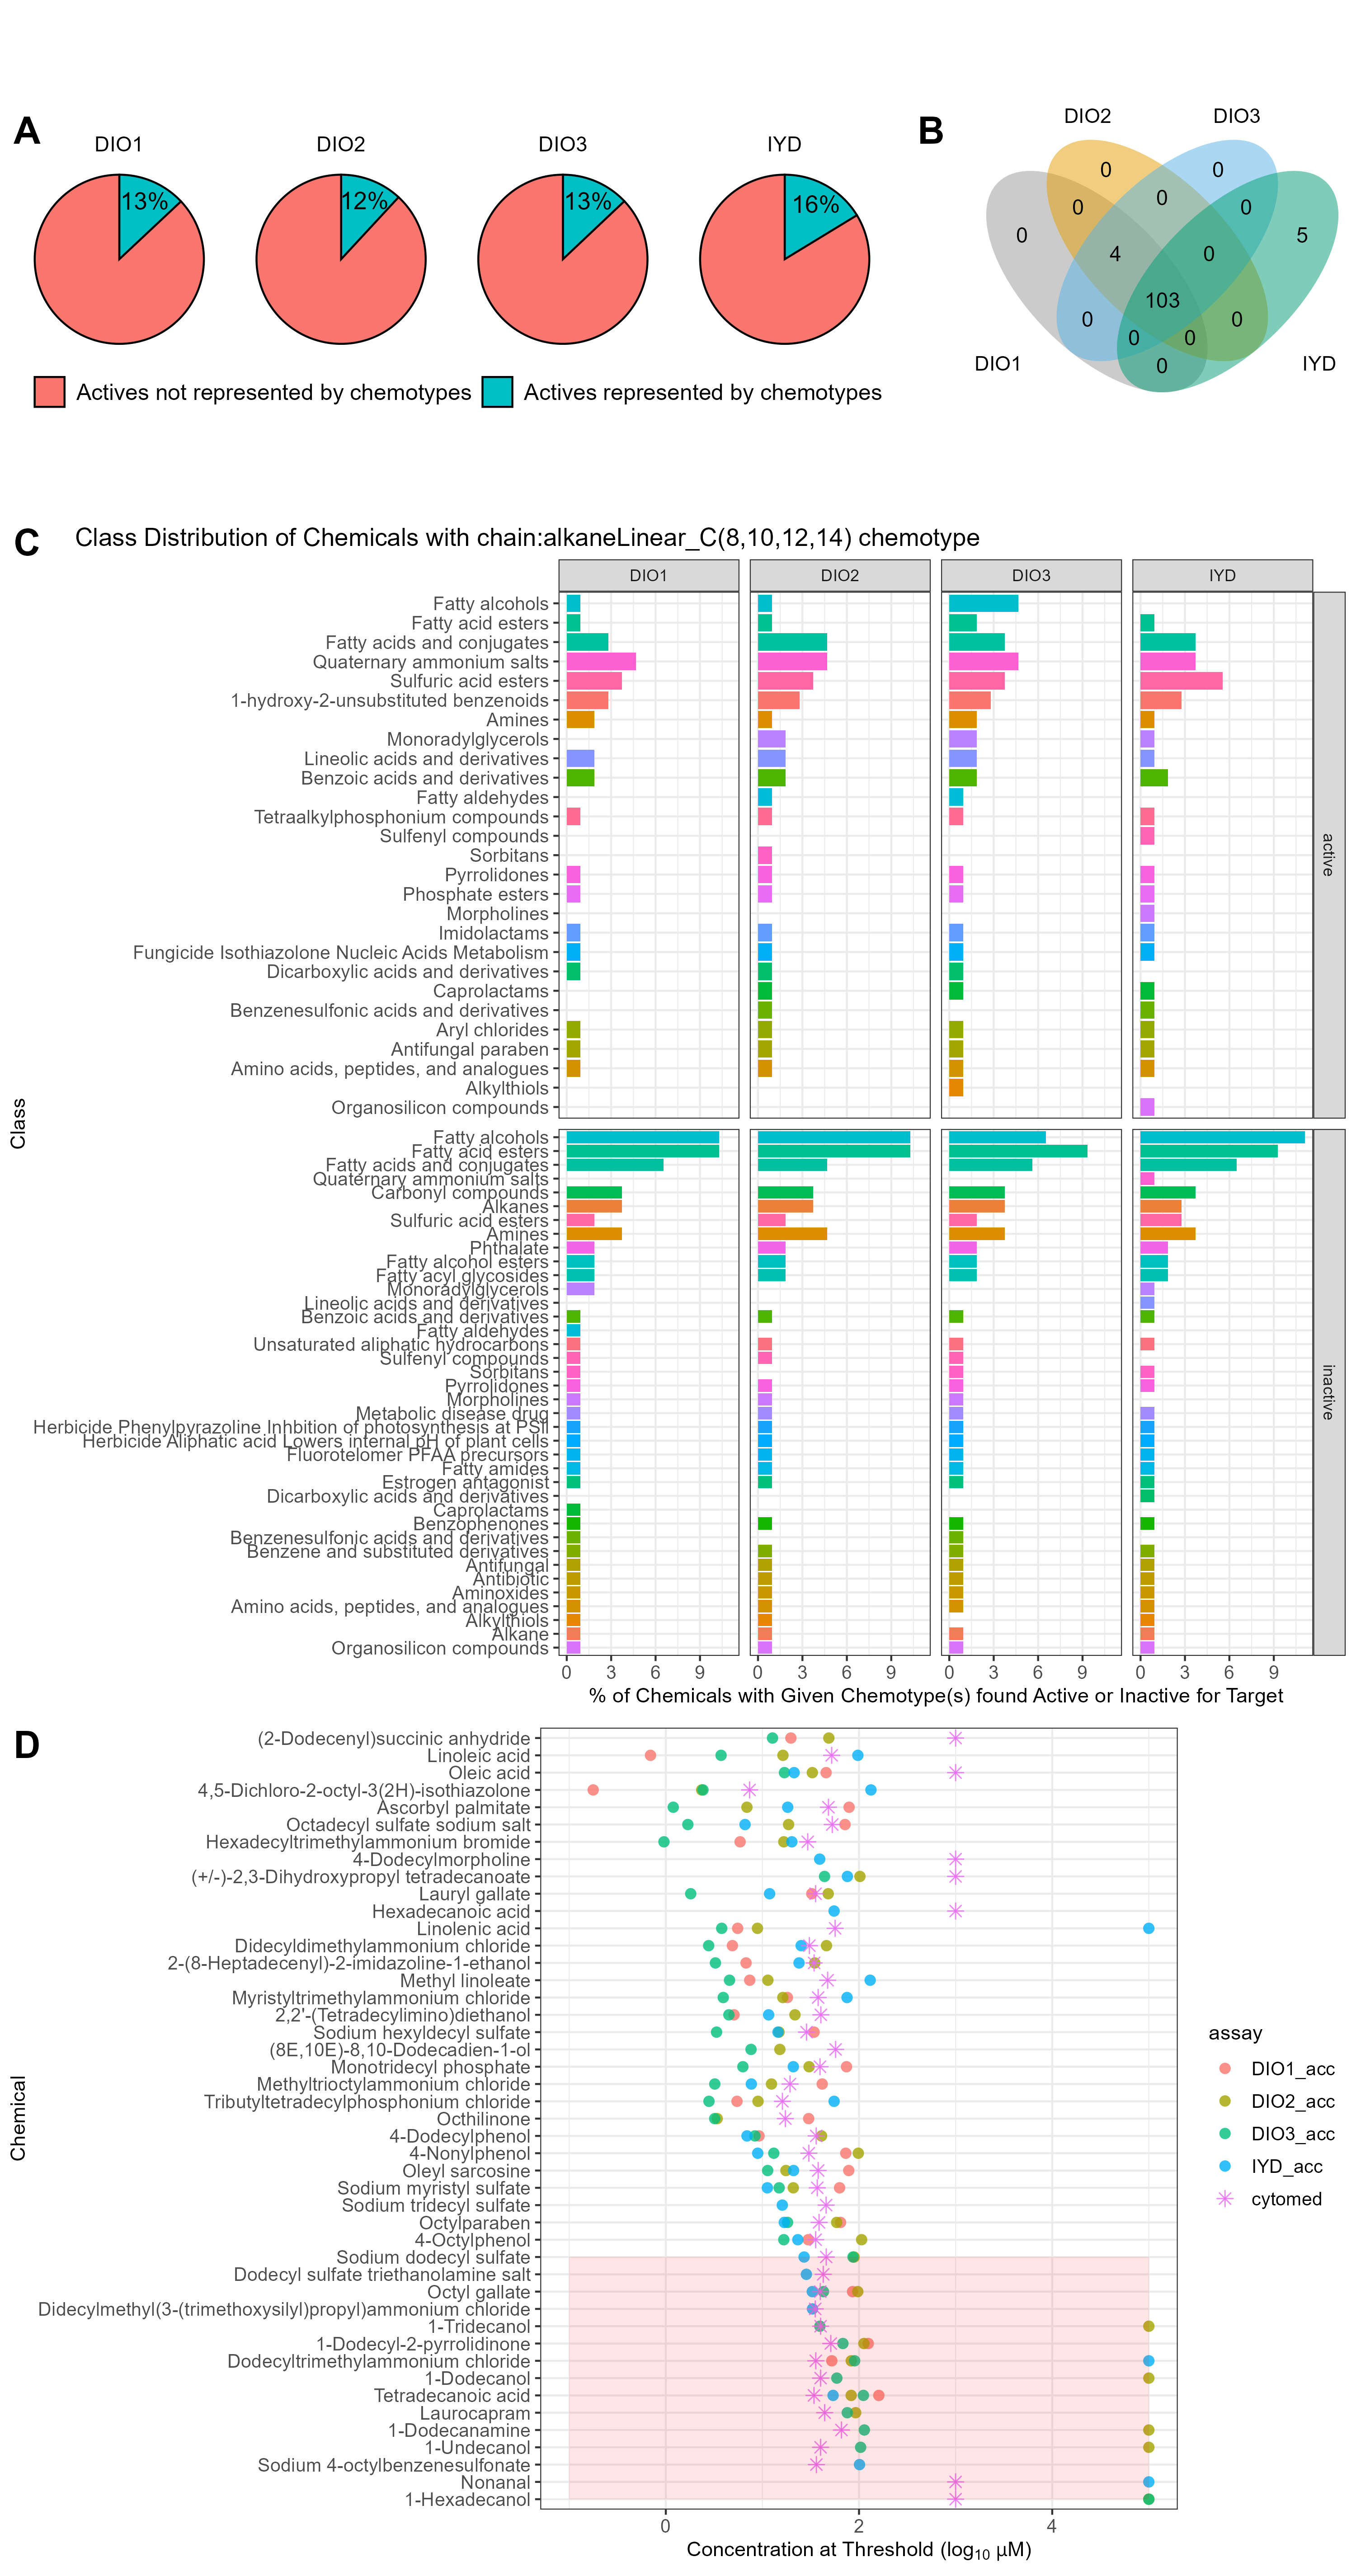 A
DIO1
DIO2
DIO3
IYD
13%
12%
13%
16%
Actives not represented by chemotypes
Actives represented by chemotypes
B
DIO2
DIO3
0
0
0
0
0
0
5
4
0
103
0
0
0
0
0
DIO1
IYD
C
Class Distribution of Chemicals with chain:alkaneLinear_C(8,10,12,14) chemotype
DIO1
DIO2
DIO3
IYD
Class
Fatty alcohols
Fatty acid esters
Fatty acids and conjugates
Quaternary ammonium salts
Sulfuric acid esters
1-hydroxy-2-unsubstituted benzenoids
Amines
Monoradylglycerols
Lineolic acids and derivatives
Benzoic acids and derivatives
Fatty aldehydes
Tetraalkylphosphonium compounds
Sulfenyl compounds
Sorbitans
Pyrrolidones
Phosphate esters
Morpholines
Imidolactams
Fungicide Isothiazolone Nucleic Acids Metabolism
Dicarboxylic acids and derivatives
Caprolactams
Benzenesulfonic acids and derivatives
Aryl chlorides
Antifungal paraben
Amino acids, peptides, and analogues
Alkylthiols
Organosilicon compounds
active
Fatty alcohols
Fatty acid esters
Fatty acids and conjugates
Quaternary ammonium salts
Carbonyl compounds
Alkanes
Sulfuric acid esters
Amines
Phthalate
Fatty alcohol esters
Fatty acyl glycosides
Monoradylglycerols
Lineolic acids and derivatives
Benzoic acids and derivatives
Fatty aldehydes
Unsaturated aliphatic hydrocarbons
Sulfenyl compounds
Sorbitans
Pyrrolidones
Morpholines
Metabolic disease drug
Herbicide Phenylpyrazoline Inhbition of photosynthesis at PSII
Herbicide Aliphatic acid Lowers internal pH of plant cells
Fluorotelomer PFAA precursors
Fatty amides
Estrogen antagonist
Dicarboxylic acids and derivatives
Caprolactams
Benzophenones
Benzenesulfonic acids and derivatives
Benzene and substituted derivatives
Antifungal
Antibiotic
Aminoxides
Amino acids, peptides, and analogues
Alkylthiols
Alkane
Organosilicon compounds
inactive
0 3 6 9
0 3 6 9
0 3 6 9
0 3 6 9
% of Chemicals with Given Chemotype(s) found Active or Inactive for Target
D
Chemical
(2-Dodecenyl)succinic anhydride
Linoleic acid
Oleic acid
4,5-Dichloro-2-octyl-3(2H)-isothiazolone
Ascorbyl palmitate
Octadecyl sulfate sodium salt
Hexadecyltrimethylammonium bromide
4-Dodecylmorpholine
(+/-)-2,3-Dihydroxypropyl tetradecanoate
Lauryl gallate
Hexadecanoic acid
Linolenic acid
Didecyldimethylammonium chloride
2-(8-Heptadecenyl)-2-imidazoline-1-ethanol
Methyl linoleate
Myristyltrimethylammonium chloride
2,2'-(Tetradecylimino)diethanol
Sodium hexyldecyl sulfate
(8E,10E)-8,10-Dodecadien-1-ol
Monotridecyl phosphate
Methyltrioctylammonium chloride
Tributyltetradecylphosphonium chloride
Octhilinone
4-Dodecylphenol
4-Nonylphenol
Oleyl sarcosine
Sodium myristyl sulfate
Sodium tridecyl sulfate
Octylparaben
4-Octylphenol
Sodium dodecyl sulfate
Dodecyl sulfate triethanolamine salt
Octyl gallate
Didecylmethyl(3-(trimethoxysilyl)propyl)ammonium chloride
1-Tridecanol
1-Dodecyl-2-pyrrolidinone
Dodecyltrimethylammonium chloride
1-Dodecanol
Tetradecanoic acid
Laurocapram
1-Dodecanamine
1-Undecanol
Sodium 4-octylbenzenesulfonate
Nonanal
1-Hexadecanol
0 2 4
Concentration at Threshold (log₁₀ µM)
assay
DIO1_acc
DIO2_acc
DIO3_acc
IYD_acc
cytomed